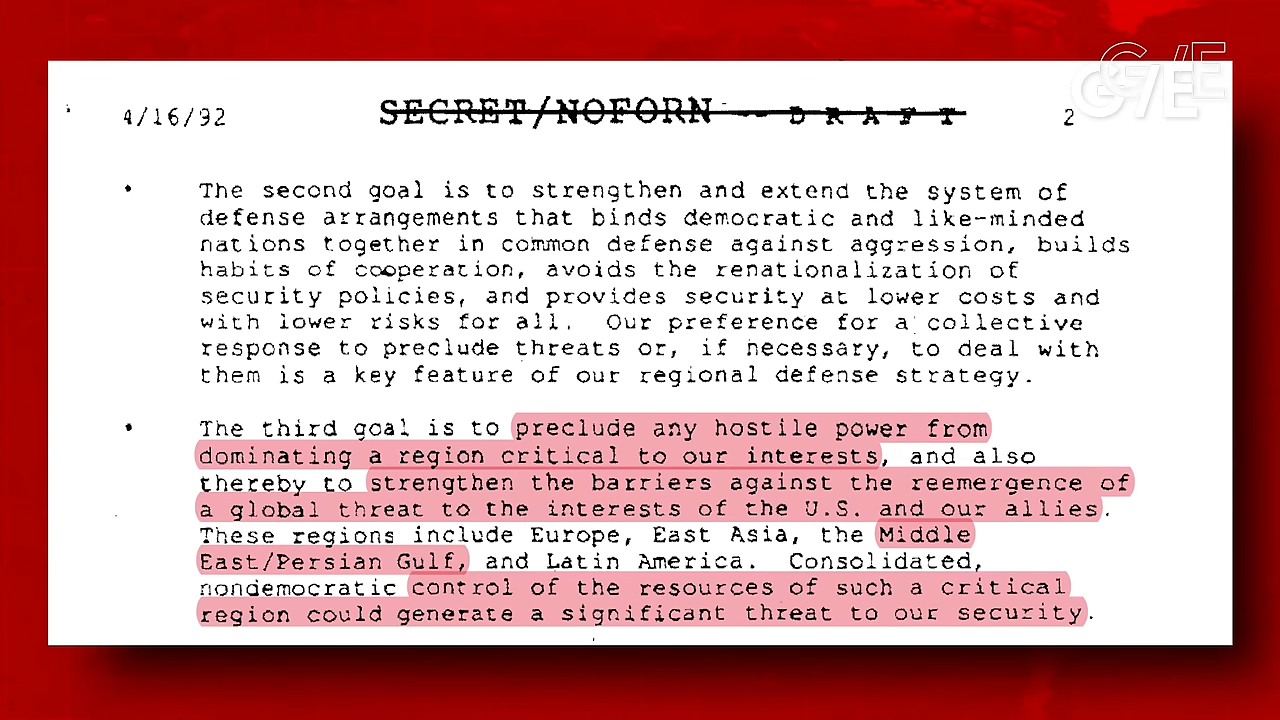 GG/EE
4/16/92 SECRET/NOFORN -- D R A F T 2
• The second goal is to strengthen and extend the system of
defense arrangements that binds democratic and like-minded
nations together in common defense against aggression, builds
habits of cooperation, avoids the renationalization of
security policies, and provides security at lower costs and
with lower risks for all. Our preference for a collective
response to preclude threats or, if necessary, to deal with
them is a key feature of our regional defense strategy.
• The third goal is to preclude any hostile power from
dominating a region critical to our interests, and also
thereby to strengthen the barriers against the reemergence of
a global threat to the interests of the U.S. and our allies.
These regions include Europe, East Asia, the Middle
East/Persian Gulf, and Latin America. Consolidated,
nondemocratic control of the resources of such a critical
region could generate a significant threat to our security.